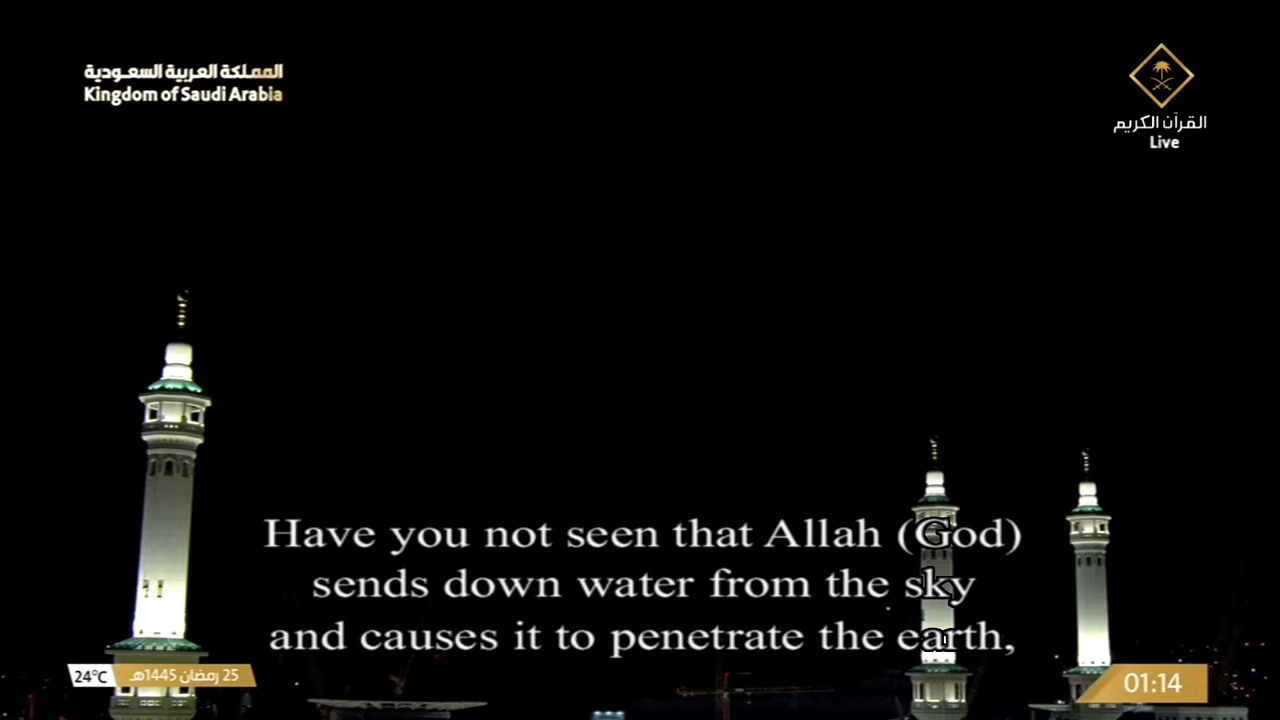 المملكة العربية السعودية
Kingdom of Saudi Arabia
القرآن الكريم
Live
Have you not seen that Allah (God)
sends down water from the sky
and causes it to penetrate the earth,
24°C
25 رمضان 1445هـ
01:14